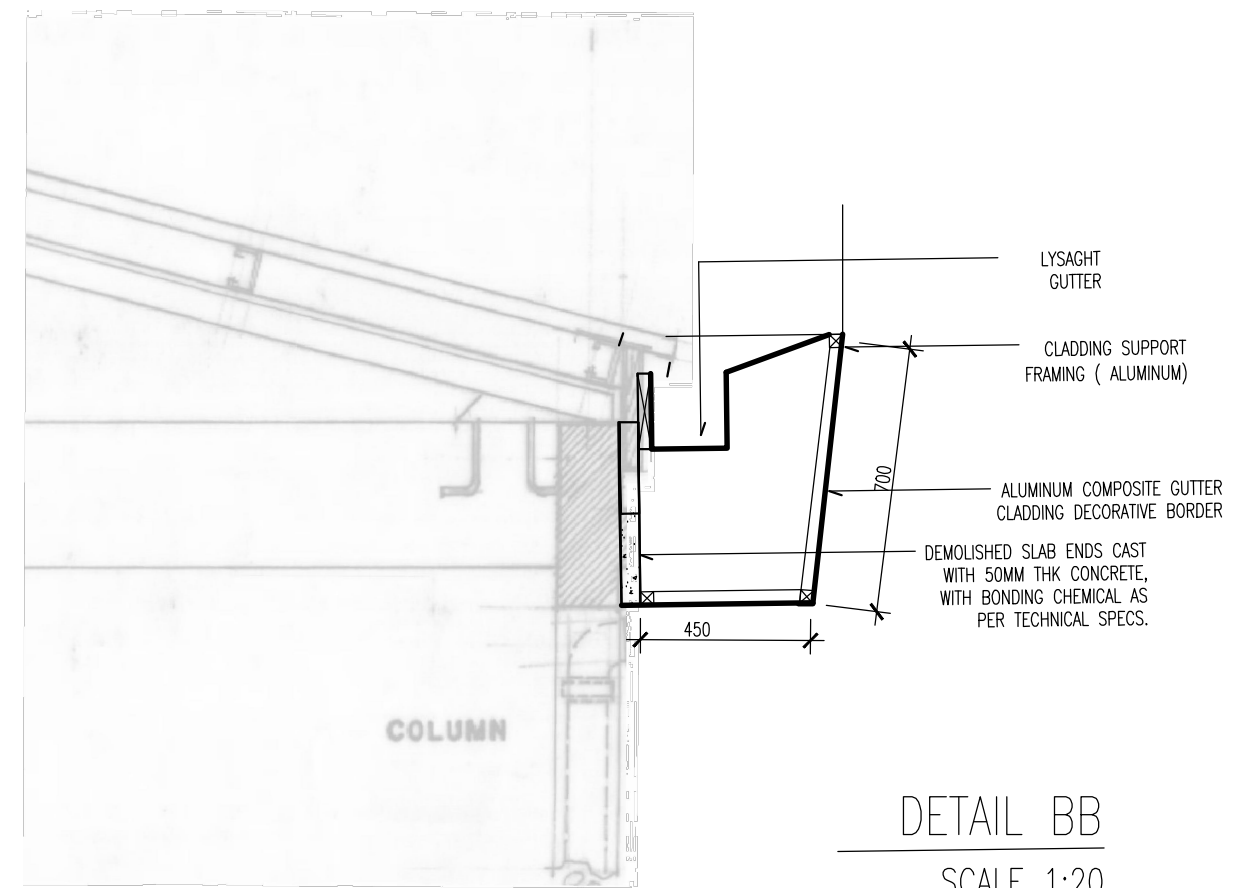 LYSAGHT
GUTTER
CLADDING SUPPORT
FRAMING ( ALUMINUM)
700
ALUMINUM COMPOSITE GUTTER
CLADDING DECORATIVE BORDER
DEMOLISHED SLAB ENDS CAST
WITH 50MM THK CONCRETE,
WITH BONDING CHEMICAL AS
PER TECHNICAL SPECS.
450
COLUMN
DETAIL BB
SCALE 1:20